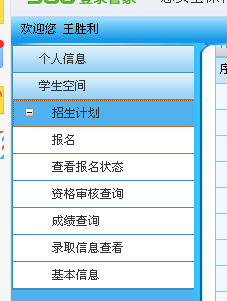 欢迎您 王胜利
个人信息
学生空间
招生计划
报名
查看报名状态
资格审核查询
成绩查询
录取信息查看
基本信息